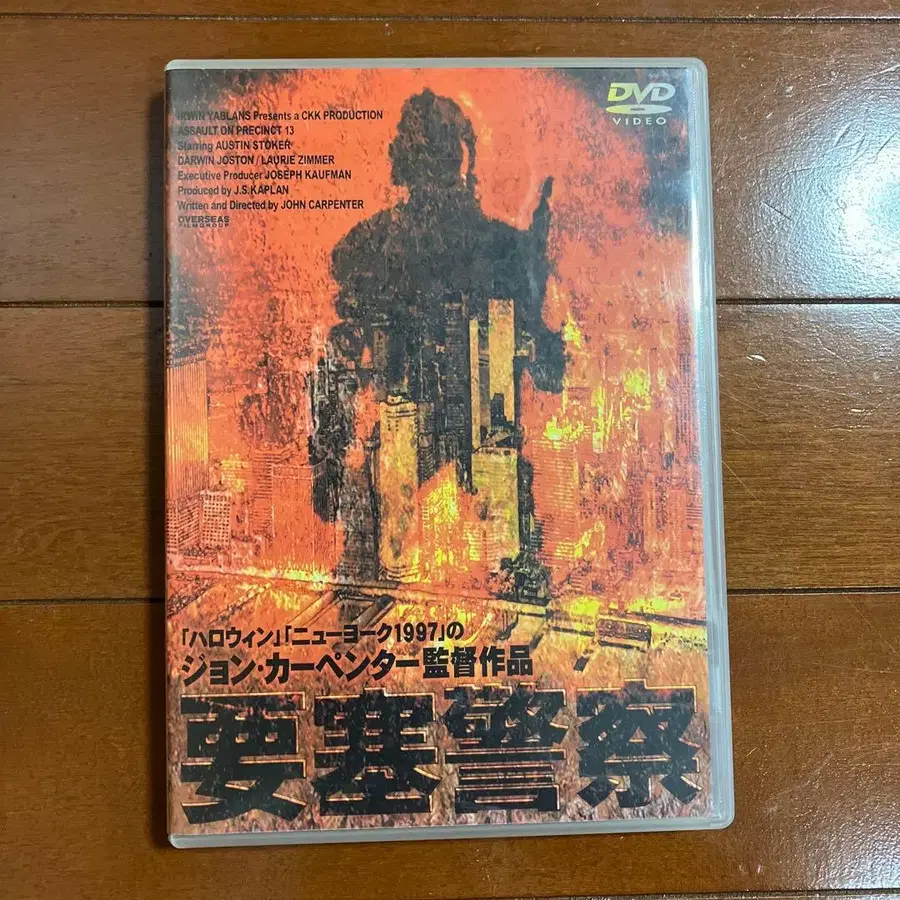 IRWIN YABLANS Presents a CKK PRODUCTION
ASSAULT ON PRECINCT 13
Starring AUSTIN STOKER
DARWIN JOSTON / LAURIE ZIMMER
Executive Producer JOSEPH KAUFMAN
Produced by J.S.KAPLAN
Written and Directed by JOHN CARPENTER
OVERSEAS
FILMGROUP
DVD
VIDEO
「ハロウィン」「ニューヨーク1997」の
ジョン・カーペンター監督作品
要塞警察